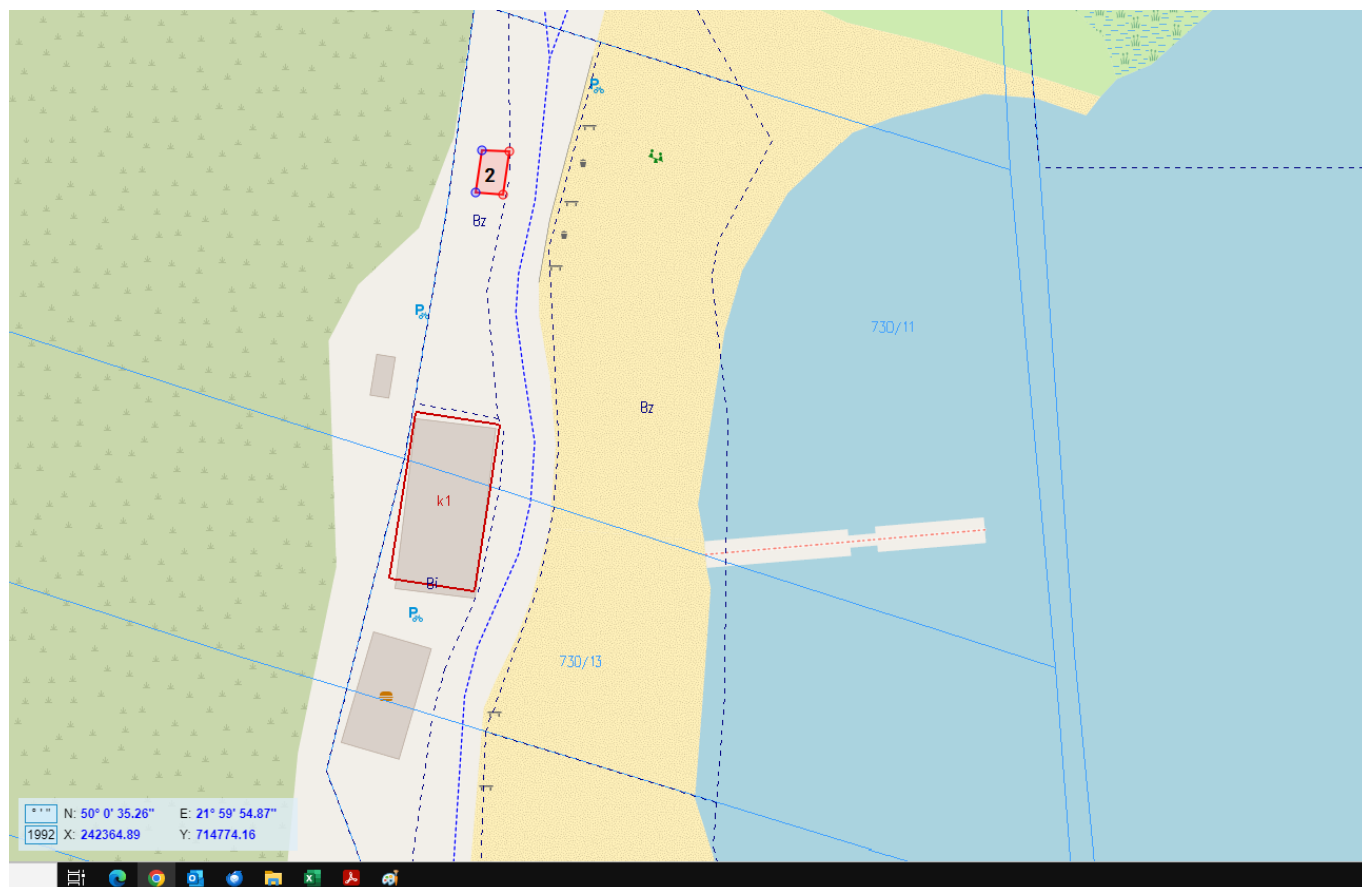 P
2
Bz
P
730/11
Bz
k1
Bi
P
730/13
° ' " N: 50° 0' 35.26" E: 21° 59' 54.87"
1992 X: 242364.89 Y: 714774.16